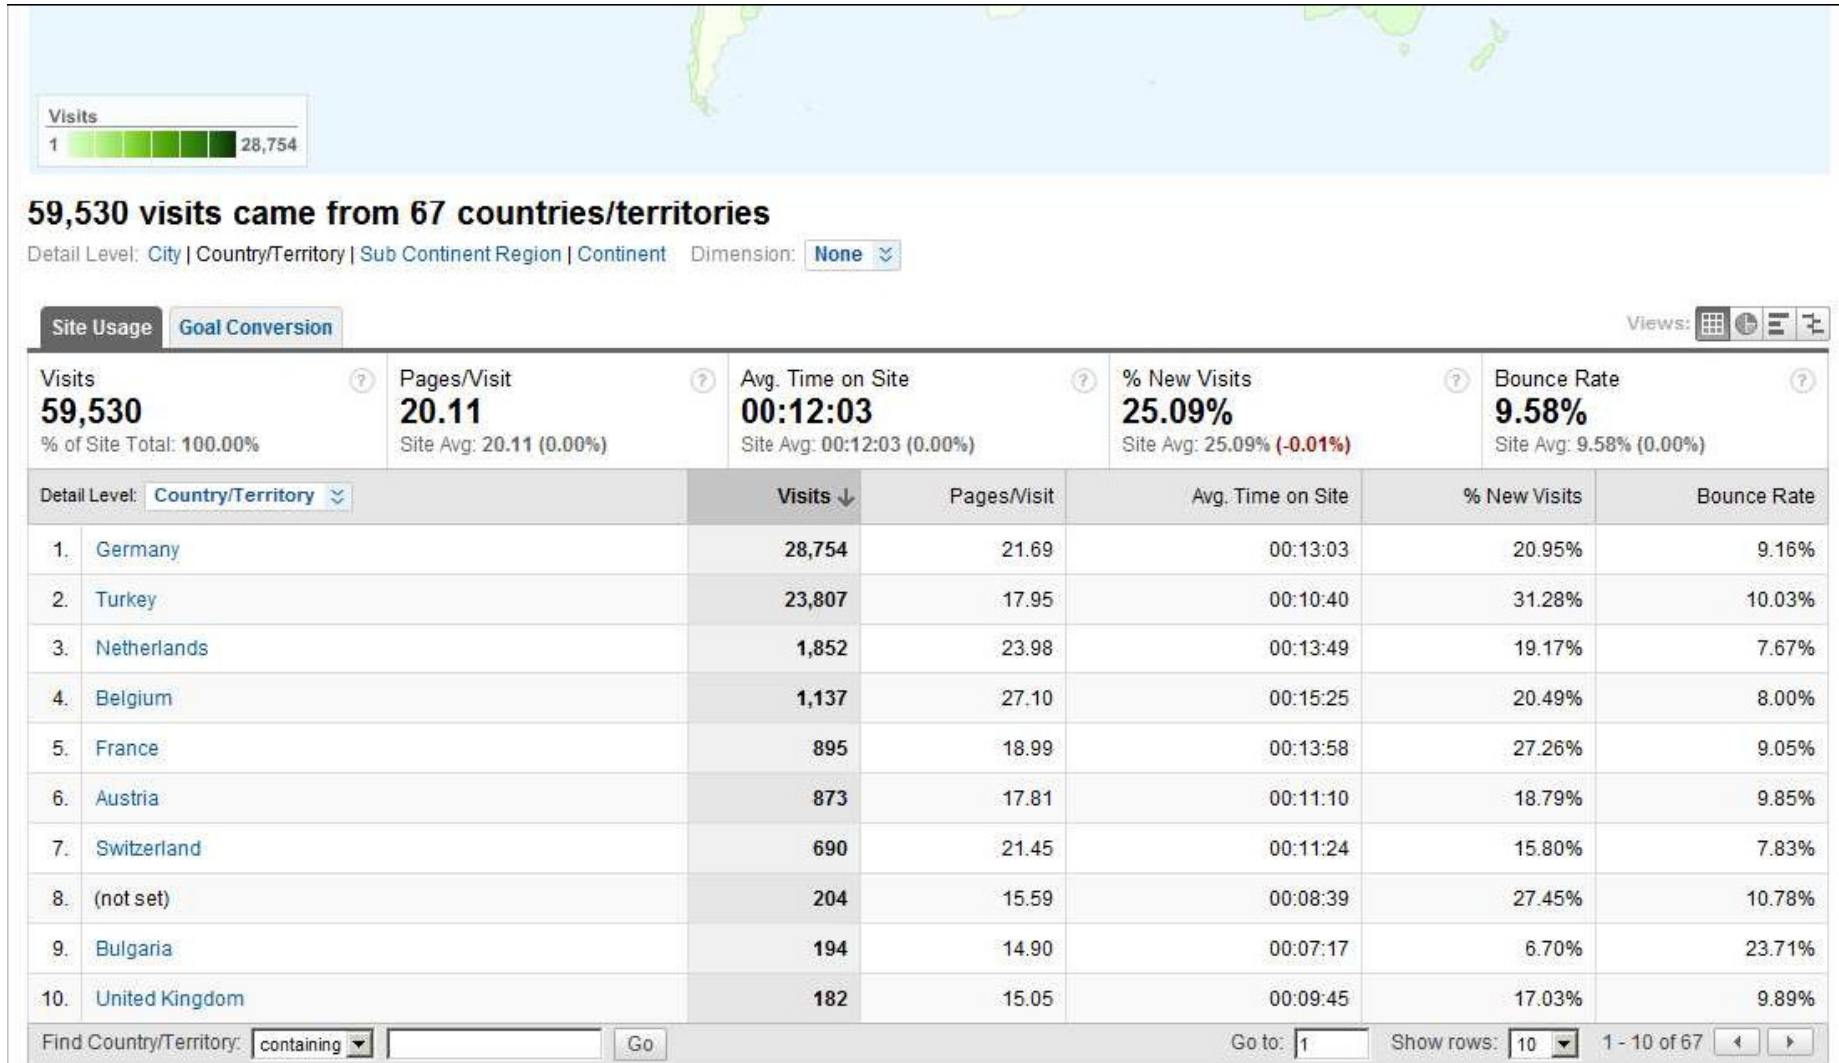 Visits
1 28,754
59,530 visits came from 67 countries/territories
Detail Level: City | Country/Territory | Sub Continent Region | Continent Dimension: None
Site Usage Goal Conversion Views:
Visits ? Pages/Visit ? Avg. Time on Site ? % New Visits ? Bounce Rate ?
59,530 20.11 00:12:03 25.09% 9.58%
% of Site Total: 100.00% Site Avg: 20.11 (0.00%) Site Avg: 00:12:03 (0.00%) Site Avg: 25.09% (-0.01%) Site Avg: 9.58% (0.00%)
Detail Level: Country/Territory Visits ↓ Pages/Visit Avg. Time on Site % New Visits Bounce Rate
1. Germany 28,754 21.69 00:13:03 20.95% 9.16%
2. Turkey 23,807 17.95 00:10:40 31.28% 10.03%
3. Netherlands 1,852 23.98 00:13:49 19.17% 7.67%
4. Belgium 1,137 27.10 00:15:25 20.49% 8.00%
5. France 895 18.99 00:13:58 27.26% 9.05%
6. Austria 873 17.81 00:11:10 18.79% 9.85%
7. Switzerland 690 21.45 00:11:24 15.80% 7.83%
8. (not set) 204 15.59 00:08:39 27.45% 10.78%
9. Bulgaria 194 14.90 00:07:17 6.70% 23.71%
10. United Kingdom 182 15.05 00:09:45 17.03% 9.89%
Find Country/Territory: containing Go Go to: 1 Show rows: 10 1 - 10 of 67